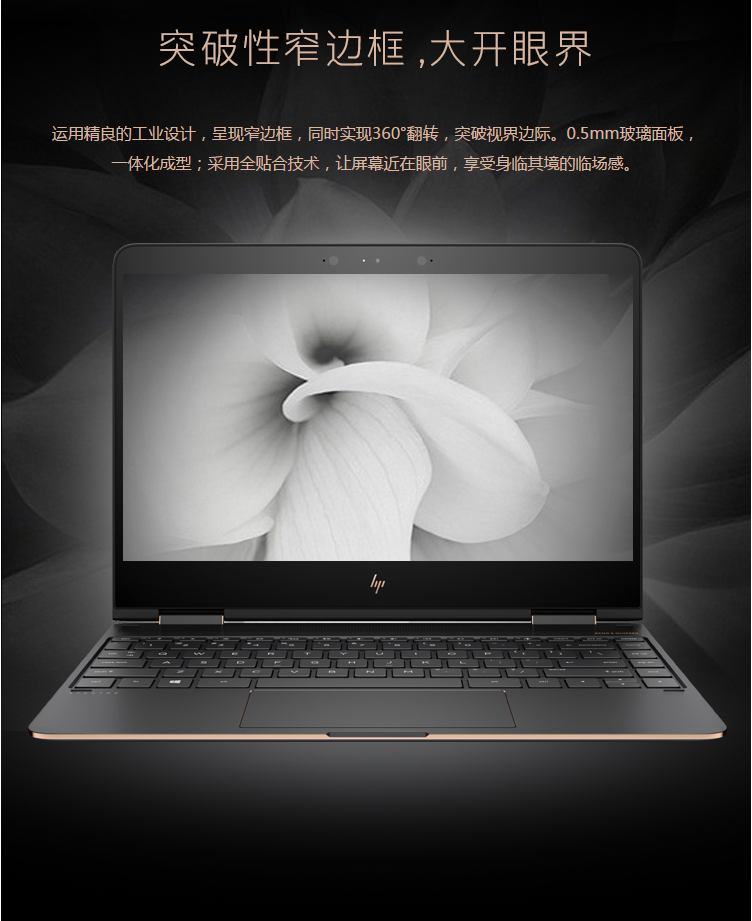 突破性窄边框,大开眼界
运用精良的工业设计，呈现窄边框，同时实现360°翻转，突破视界边际。0.5mm玻璃面板，
一体化成型；采用全贴合技术，让屏幕近在眼前，享受身临其境的临场感。
hp
Q W E R T Y U I O P
A S D F G H J K L
Z X C V B N M